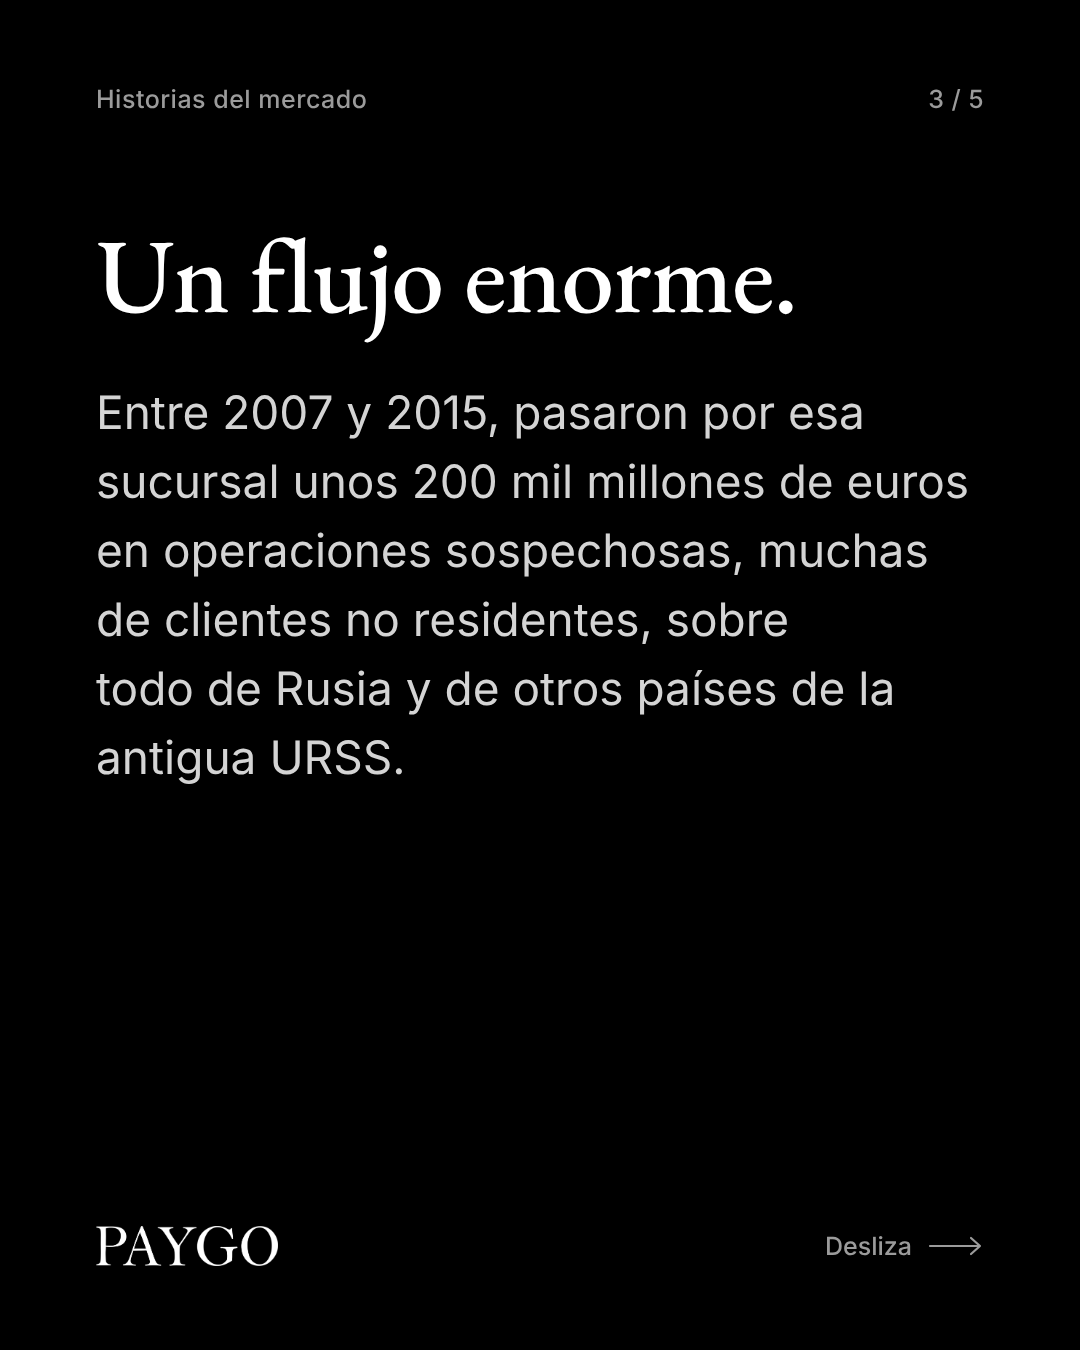 Historias del mercado
3 / 5
Un flujo enorme.
Entre 2007 y 2015, pasaron por esa
sucursal unos 200 mil millones de euros
en operaciones sospechosas, muchas
de clientes no residentes, sobre
todo de Rusia y de otros países de la
antigua URSS.
PAYGO
Desliza